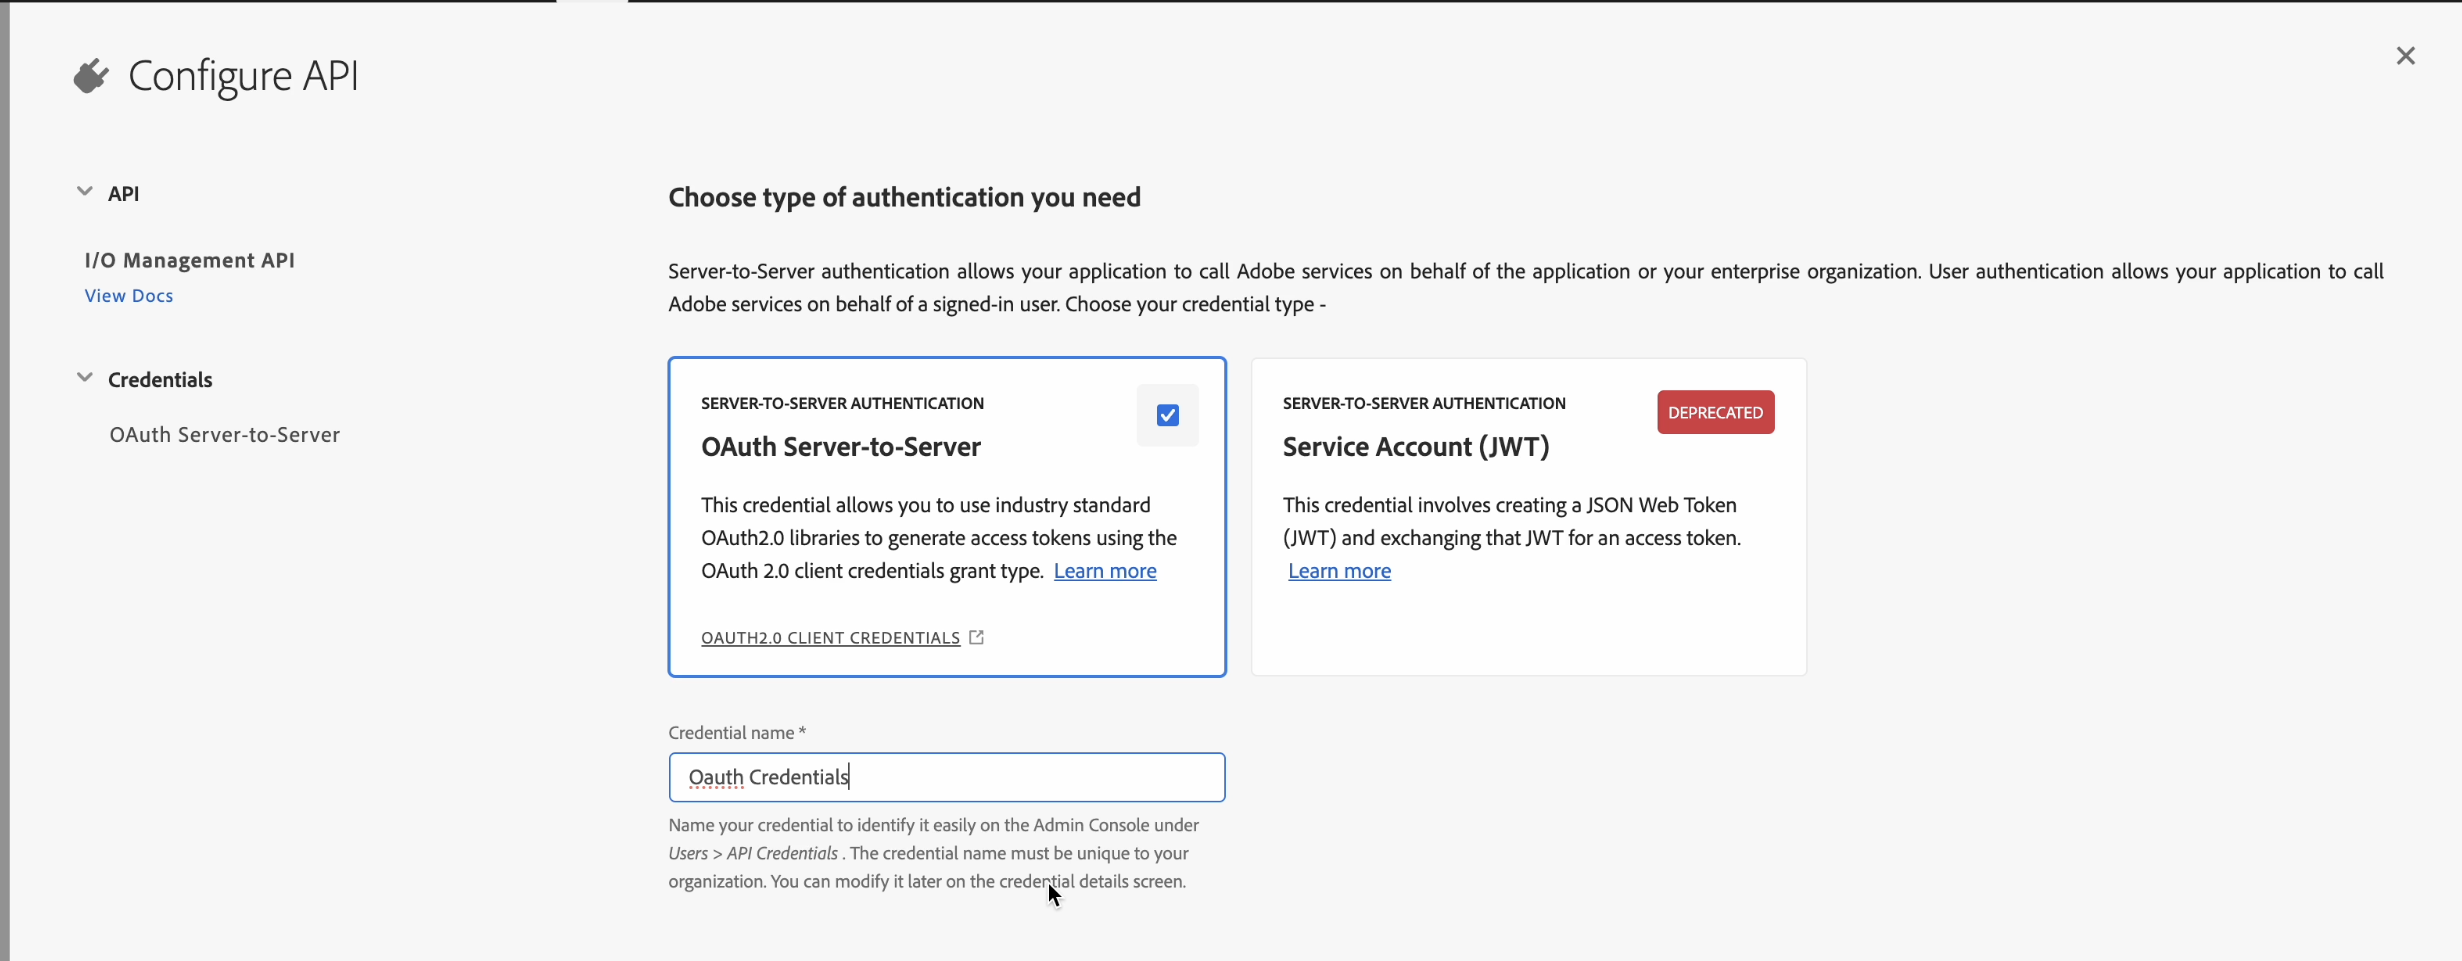 Configure API
API
I/O Management API
View Docs
Credentials
OAuth Server-to-Server
Choose type of authentication you need
Server-to-Server authentication allows your application to call Adobe services on behalf of the application or your enterprise organization. User authentication allows your application to call
Adobe services on behalf of a signed-in user. Choose your credential type -
SERVER-TO-SERVER AUTHENTICATION
OAuth Server-to-Server
This credential allows you to use industry standard
OAuth2.0 libraries to generate access tokens using the
OAuth 2.0 client credentials grant type. Learn more
OAUTH2.0 CLIENT CREDENTIALS
SERVER-TO-SERVER AUTHENTICATION
DEPRECATED
Service Account (JWT)
This credential involves creating a JSON Web Token
(JWT) and exchanging that JWT for an access token.
Learn more
Credential name *
Oauth Credentials
Name your credential to identify it easily on the Admin Console under
Users > API Credentials . The credential name must be unique to your
organization. You can modify it later on the credential details screen.